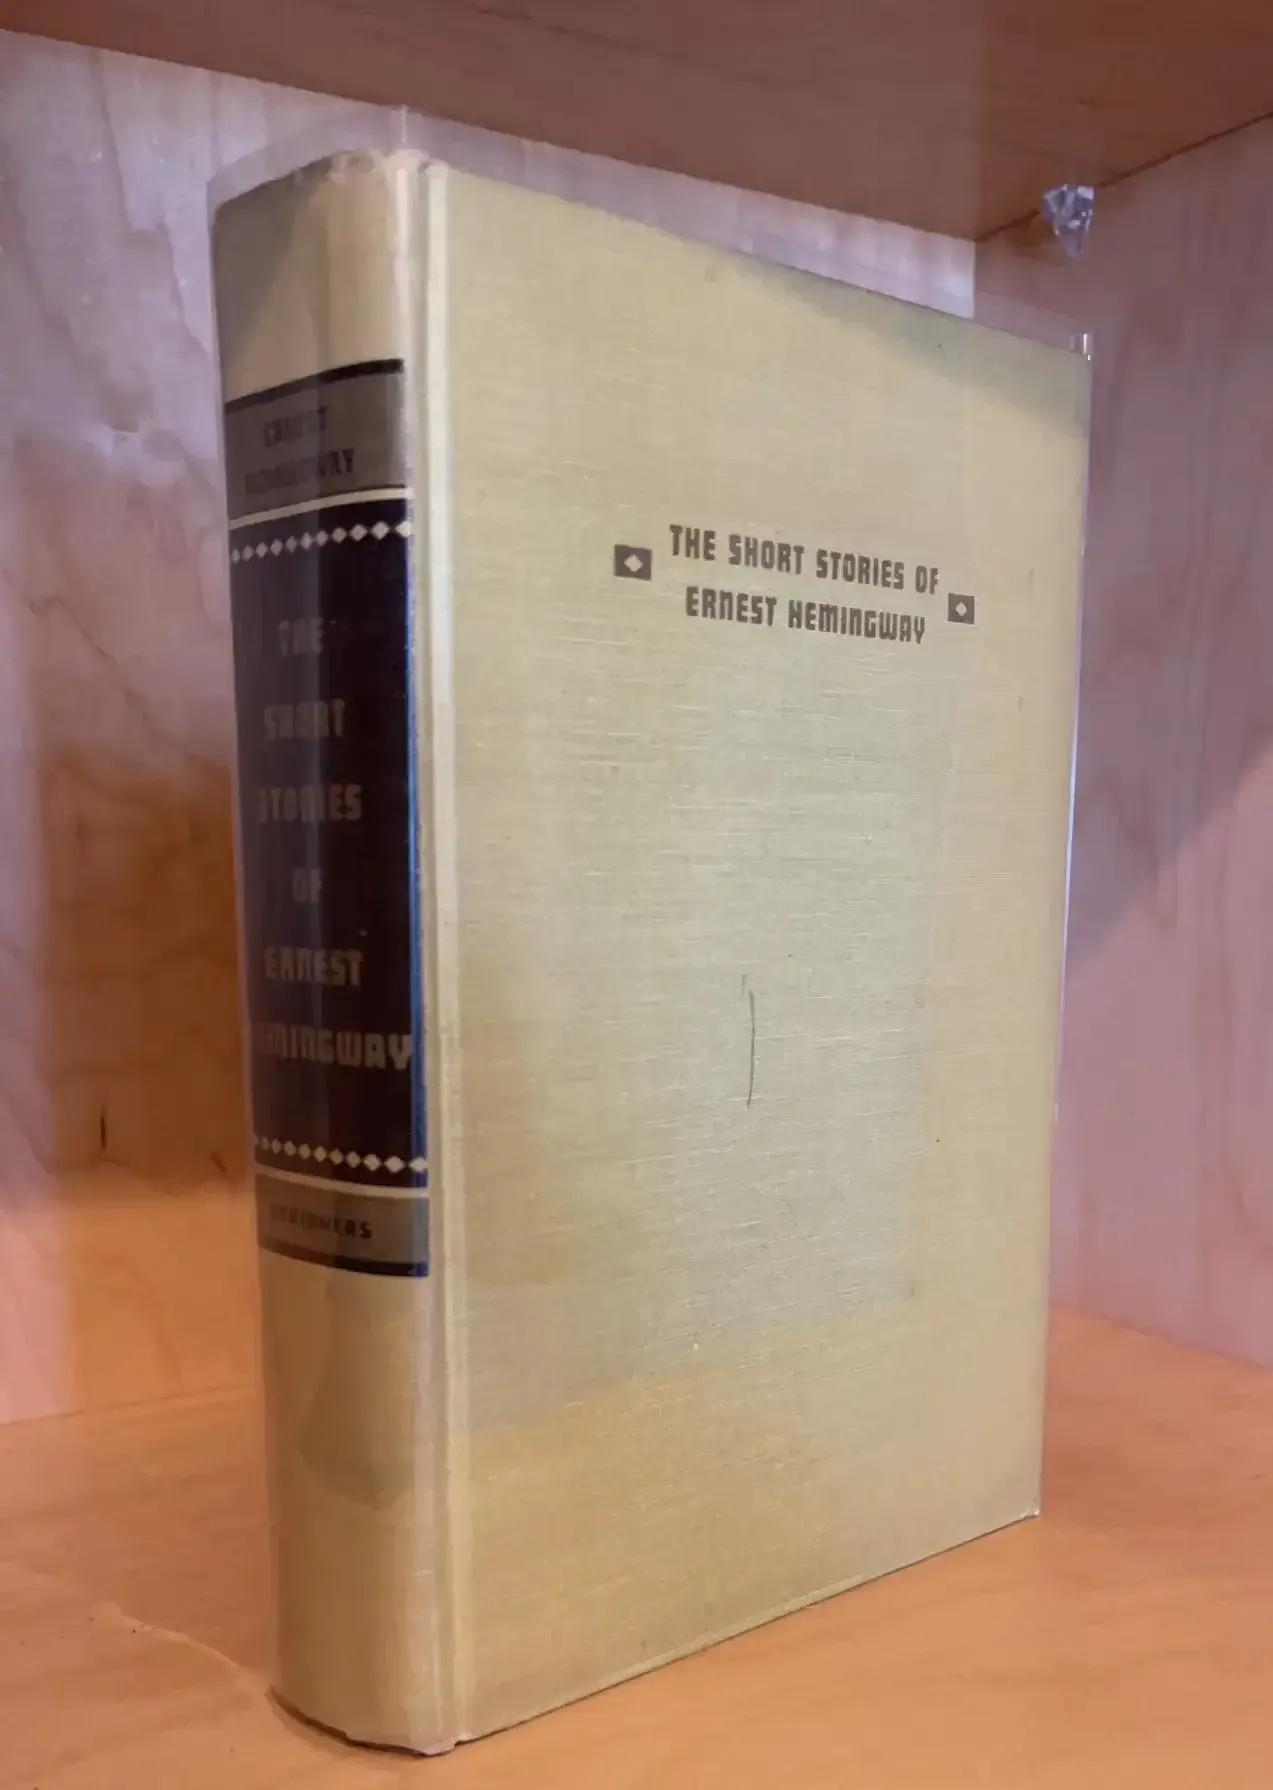 ERNEST
HEMINGWAY
THE
SHORT
STORIES
OF
ERNEST
HEMINGWAY
SCRIBNERS
THE SHORT STORIES OF
ERNEST HEMINGWAY